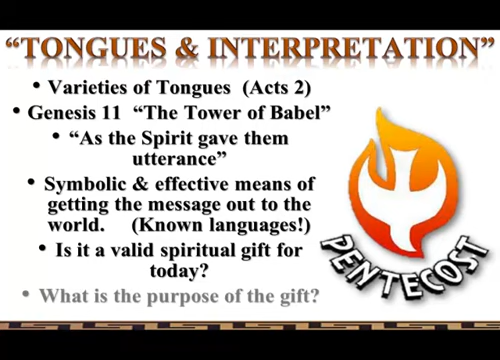 “TONGUES & INTERPRETATION”
• Varieties of Tongues (Acts 2)
• Genesis 11 “The Tower of Babel”
• “As the Spirit gave them
utterance”
• Symbolic & effective means of
getting the message out to the
world. (Known languages!)
• Is it a valid spiritual gift for
today?
• What is the purpose of the gift?
PENTECOST